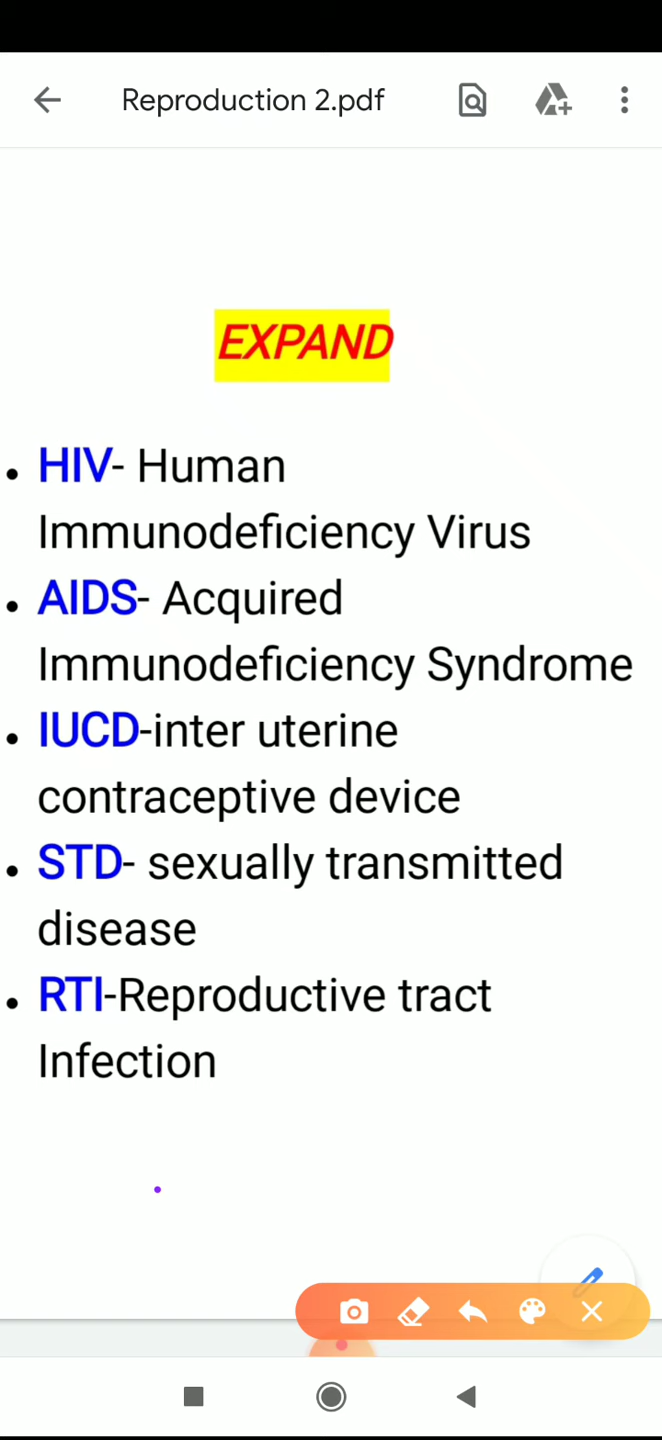 Reproduction 2.pdf
EXPAND
• HIV- Human
Immunodeficiency Virus
• AIDS- Acquired
Immunodeficiency Syndrome
• IUCD-inter uterine
contraceptive device
• STD- sexually transmitted
disease
• RTI-Reproductive tract
Infection